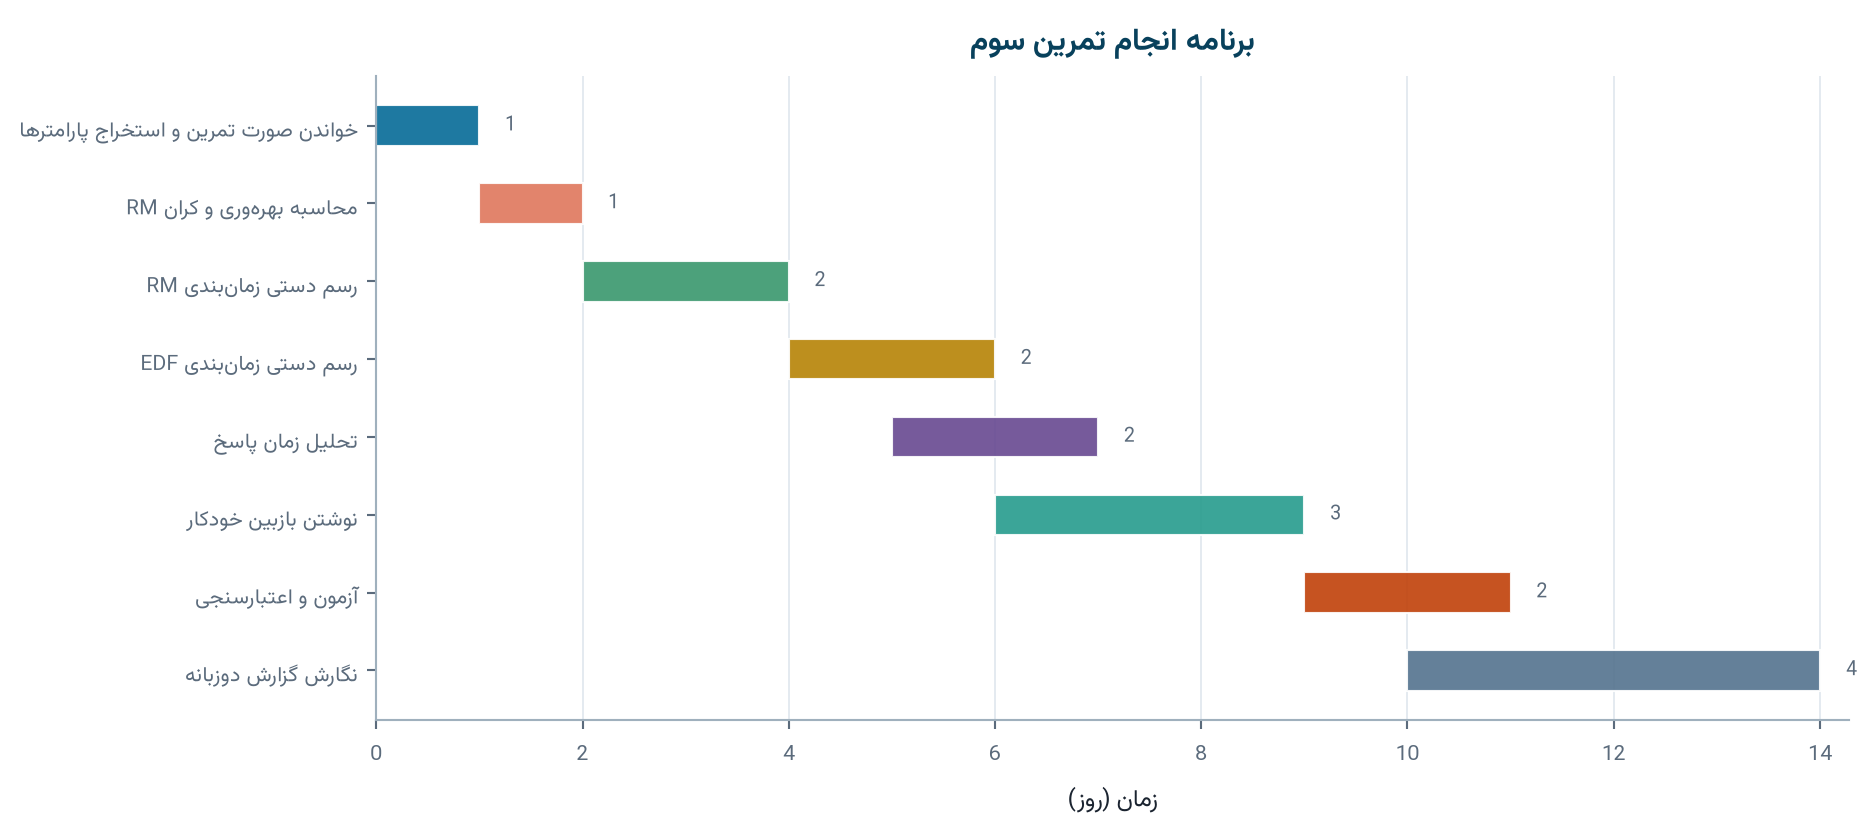 برنامه انجام تمرین سوم
خواندن صورت تمرین و استخراج پارامترها
1
محاسبه بهره‌وری و کران RM
1
رسم دستی زمان‌بندی RM
2
رسم دستی زمان‌بندی EDF
2
تحلیل زمان پاسخ
2
نوشتن بازبین خودکار
3
آزمون و اعتبارسنجی
2
نگارش گزارش دوزبانه
4
0 2 4 6 8 10 12 14
زمان (روز)